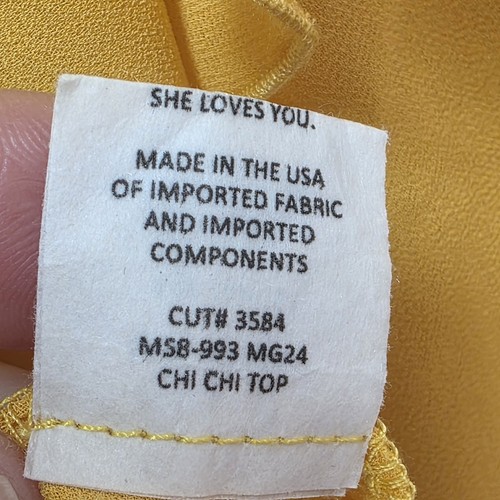 SHE LOVES YOU.
MADE IN THE USA
OF IMPORTED FABRIC
AND IMPORTED
COMPONENTS
CUT# 3584
M58-993 MG24
CHI CHI TOP